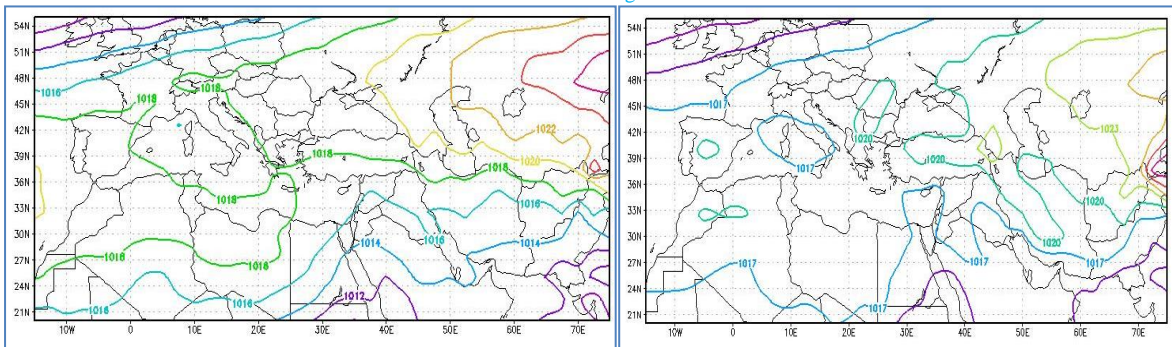 54N 54N
51N 51N
48N 48N
1016 1018 1018 1017
45N 45N
42N 1022 42N 1020 1023
39N 1018 1020 1018 39N 1017 1020
36N 1018 1016 36N 1020
33N 33N
30N 1016 1020
1018 1018 1014 1014 30N
27N 27N 1017 1017 1017
24N 1016 1016 1012 24N 1017
21N 21N
10W 0 10E 20E 30E 40E 50E 60E 70E 10W 0 10E 20E 30E 40E 50E 60E 70E